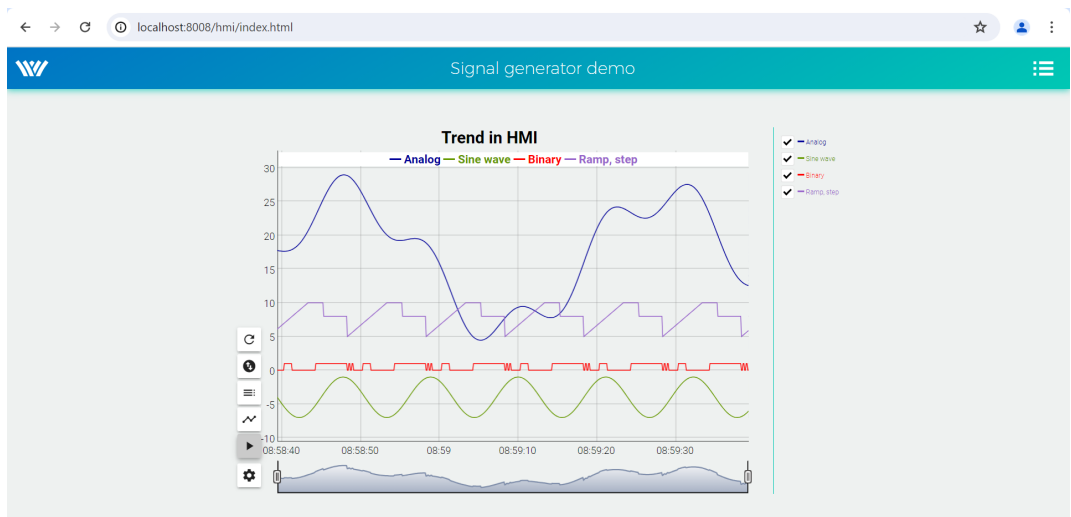 localhost:8008/hmi/index.html
Signal generator demo
Trend in HMI
Analog Sine wave Binary Ramp, step
30
25
20
15
10
5
0
-5
-10
08:58:40 08:58:50 08:59 08:59:10 08:59:20 08:59:30
Analog
Sine wave
Binary
Ramp, step